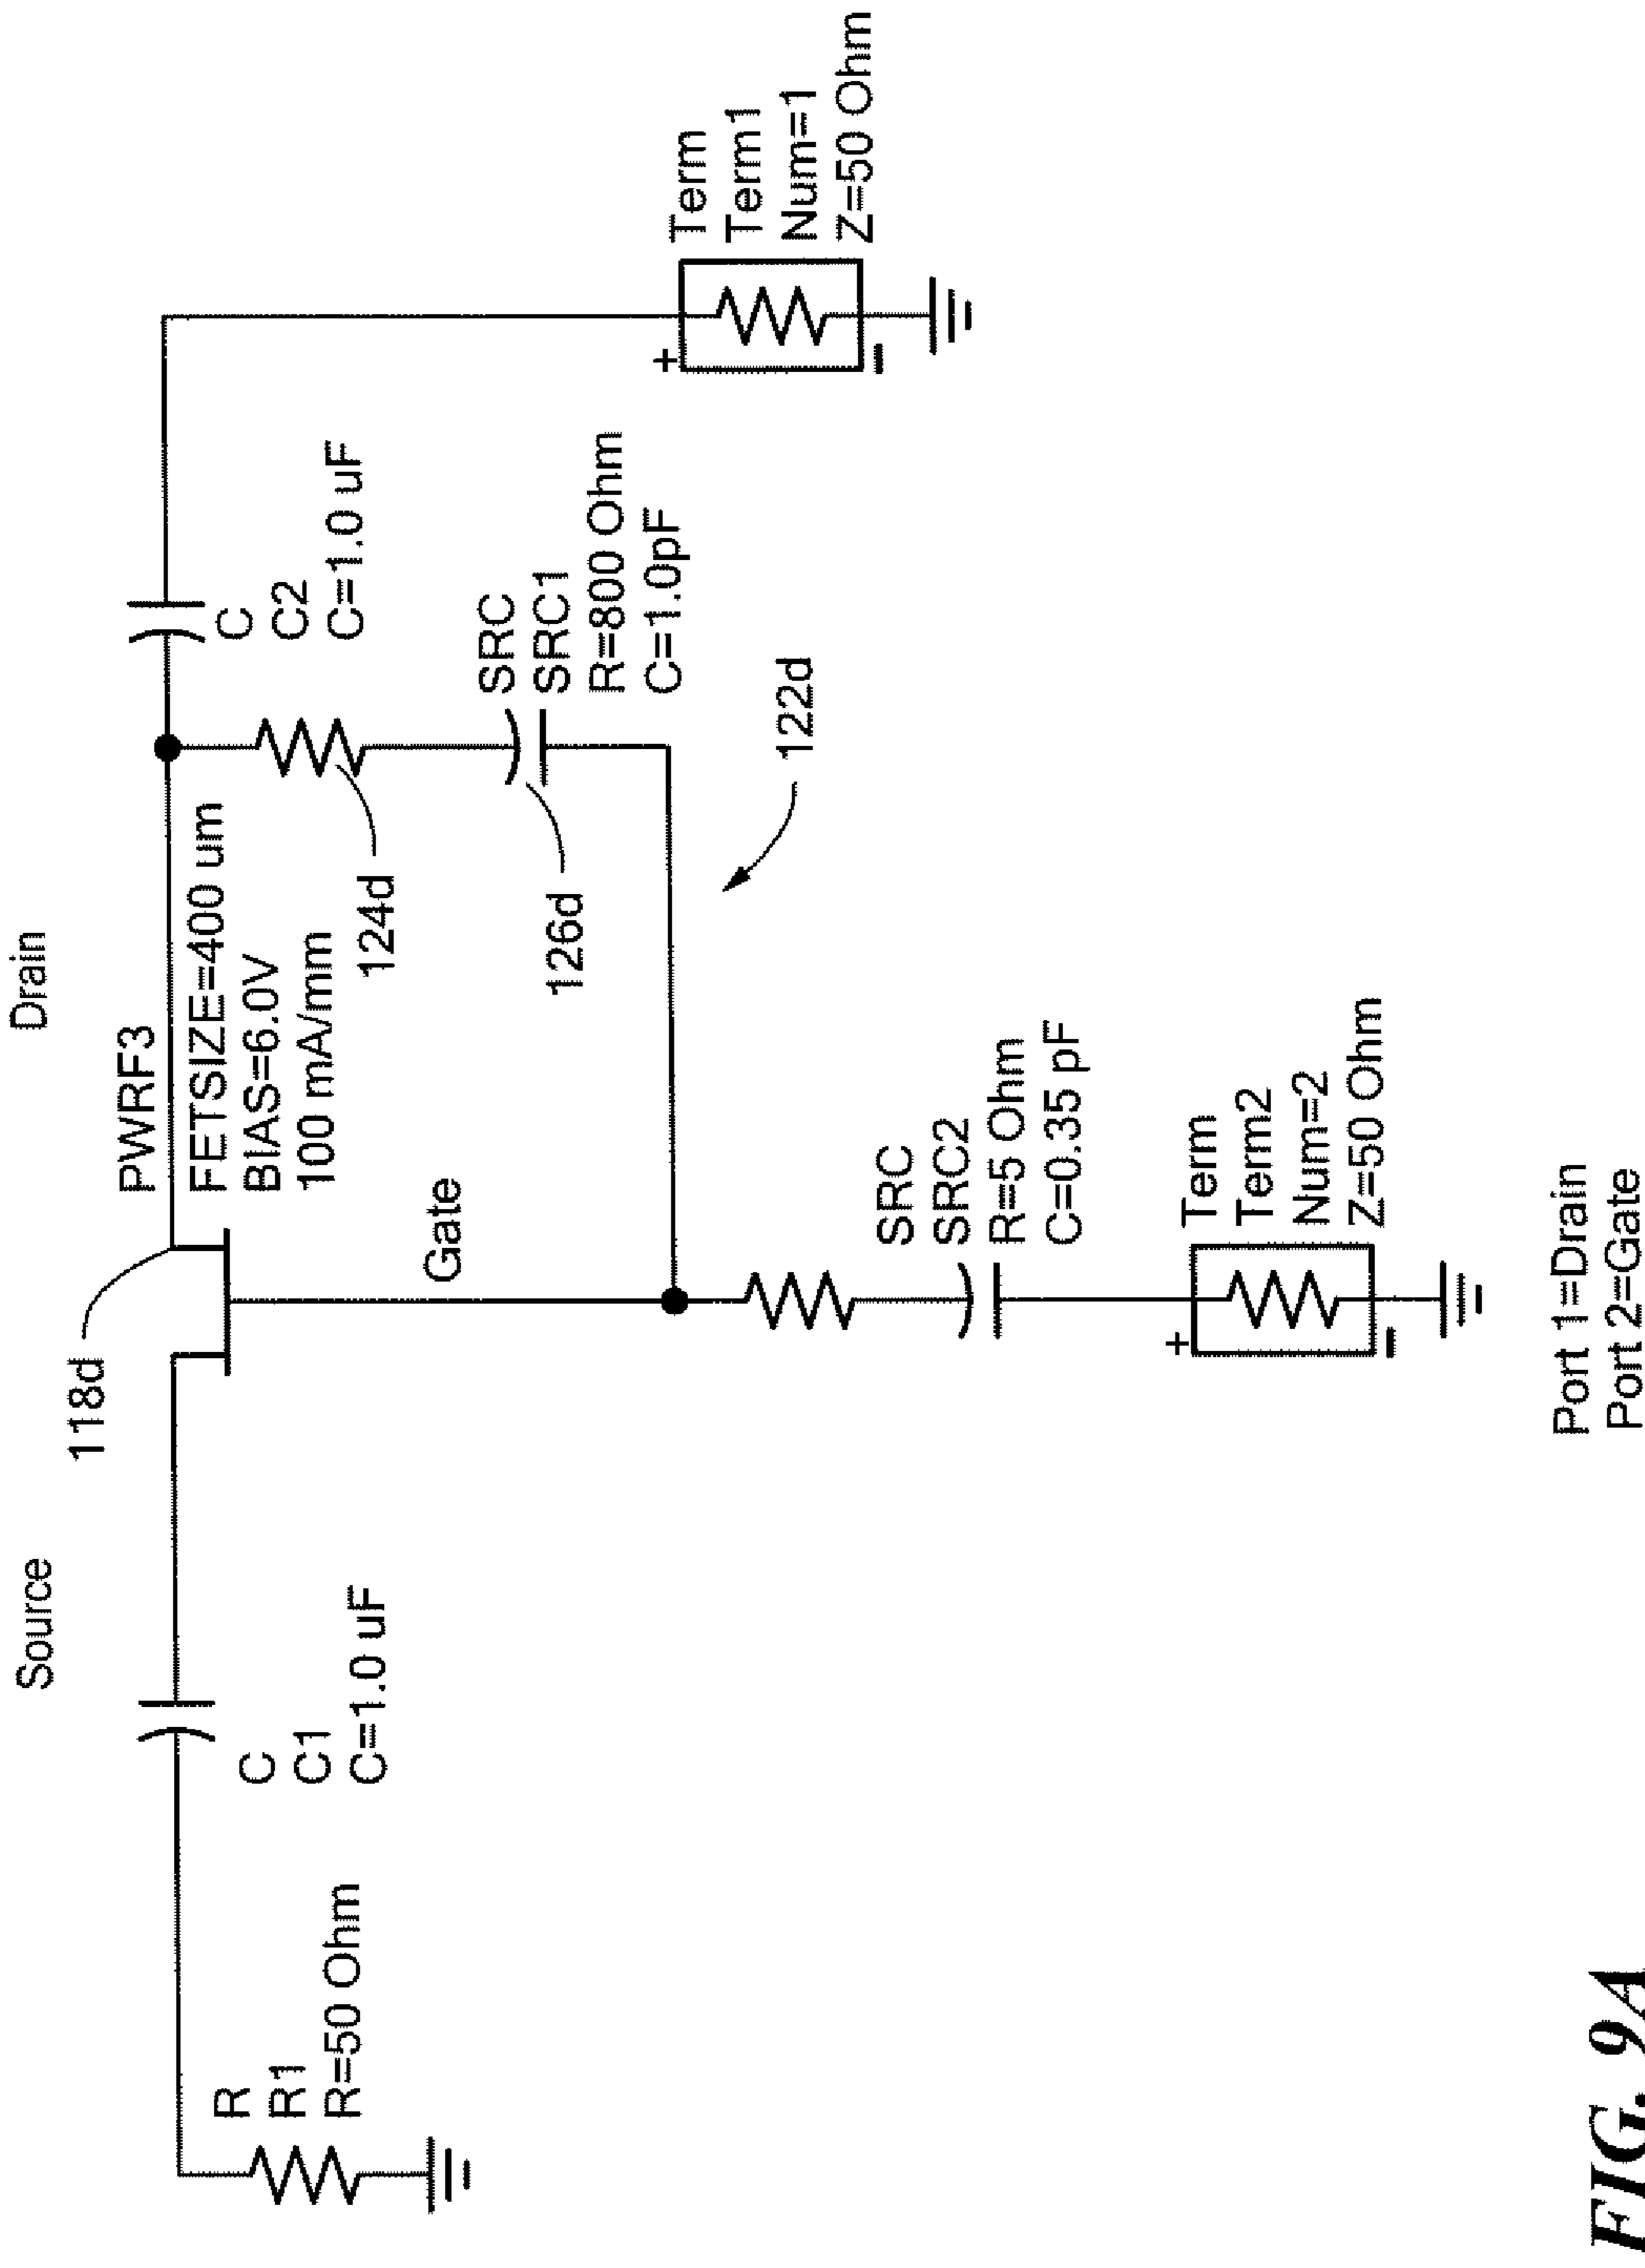 Source
Drain
118d
PWRF3
FETSIZE=400 um
BIAS=6.0V
100 mA/mm
R
R1
R=50 Ohm
C
C1
C=1.0 uF
C
C2
C=1.0 uF
Gate
124d
126d
SRC
SRC1
R=800 Ohm
C=1.0pF
122d
+
Term
Term1
Num=1
Z=50 Ohm
SRC
SRC2
R=5 Ohm
C=0.35 pF
+
Term
Term2
Num=2
Z=50 Ohm
Port 1=Drain
Port 2=Gate
FIG. 9A